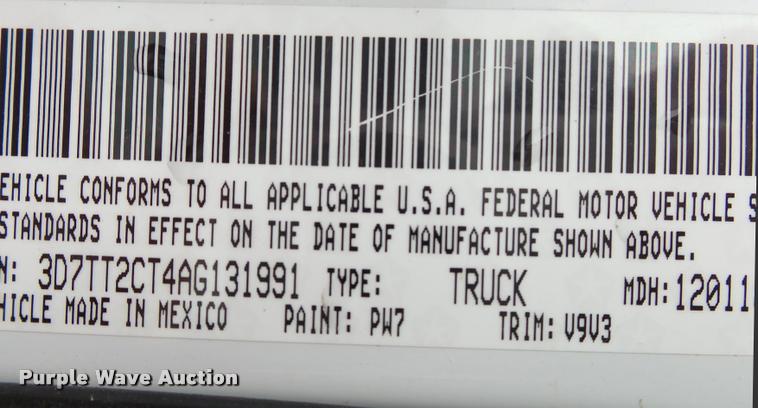 EHICLE CONFORMS TO ALL APPLICABLE U.S.A. FEDERAL MOTOR VEHICLE S
STANDARDS IN EFFECT ON THE DATE OF MANUFACTURE SHOWN ABOVE.
N: 3D7TT2CT4AG131991 TYPE: TRUCK MDH: 12011
HICLE MADE IN MEXICO PAINT: PW7 TRIM: V9V3
Purple Wave Auction